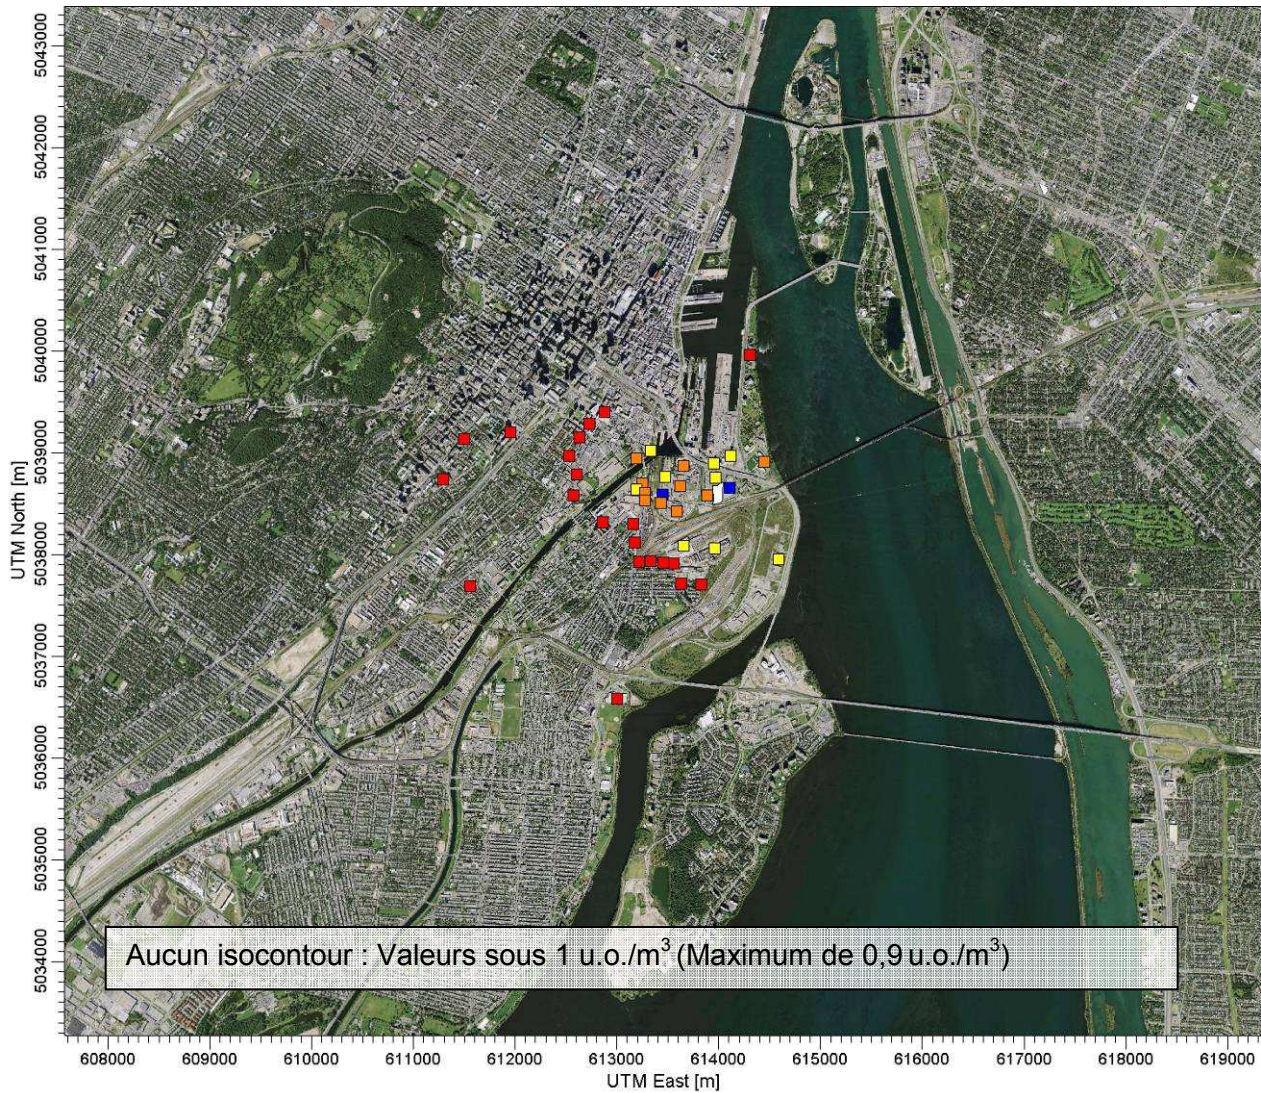 5043000
5042000
5041000
5040000
5039000
5038000
5037000
5036000
5035000
5034000
UTM North [m]
Aucun isocontour : Valeurs sous 1 u.o./m³ (Maximum de 0,9 u.o./m³)
608000 609000 610000 611000 612000 613000 614000 615000 616000 617000 618000 619000
UTM East [m]